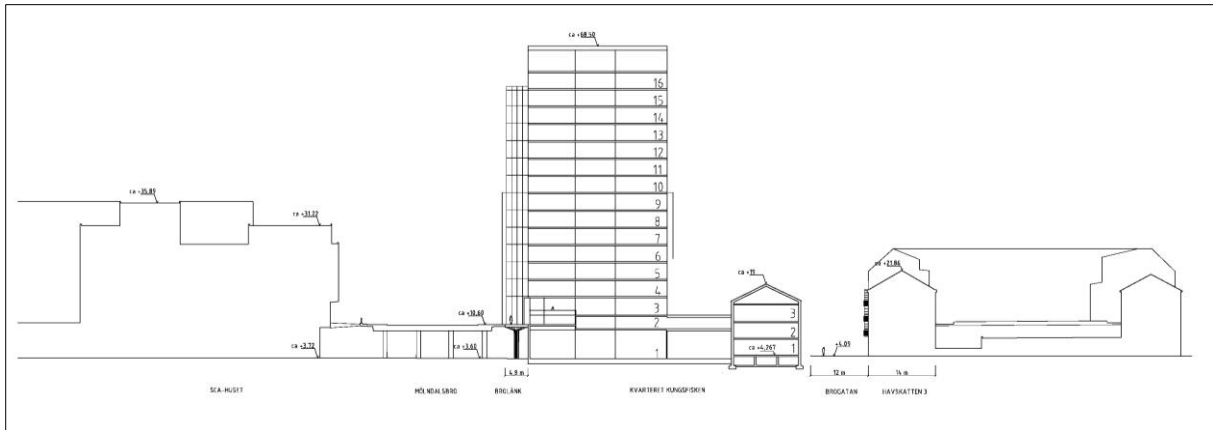 ca +68.50
16
15
14
13
12
11
10
9
8
7
6
5
4
3
2
1
ca +35.89
ca +31.22
ca +10.60
ca +3.72
ca +3.60
4,9 m
ca +19
3
2
1
ca +4.267
ca +21.86
+4.05
12 m
14 m
SCA-HUSET
MÖLNDALSBRO
BROLÄNK
KVARTERET KUNGSFISKEN
BROGATAN
HAVSKATTEN 3